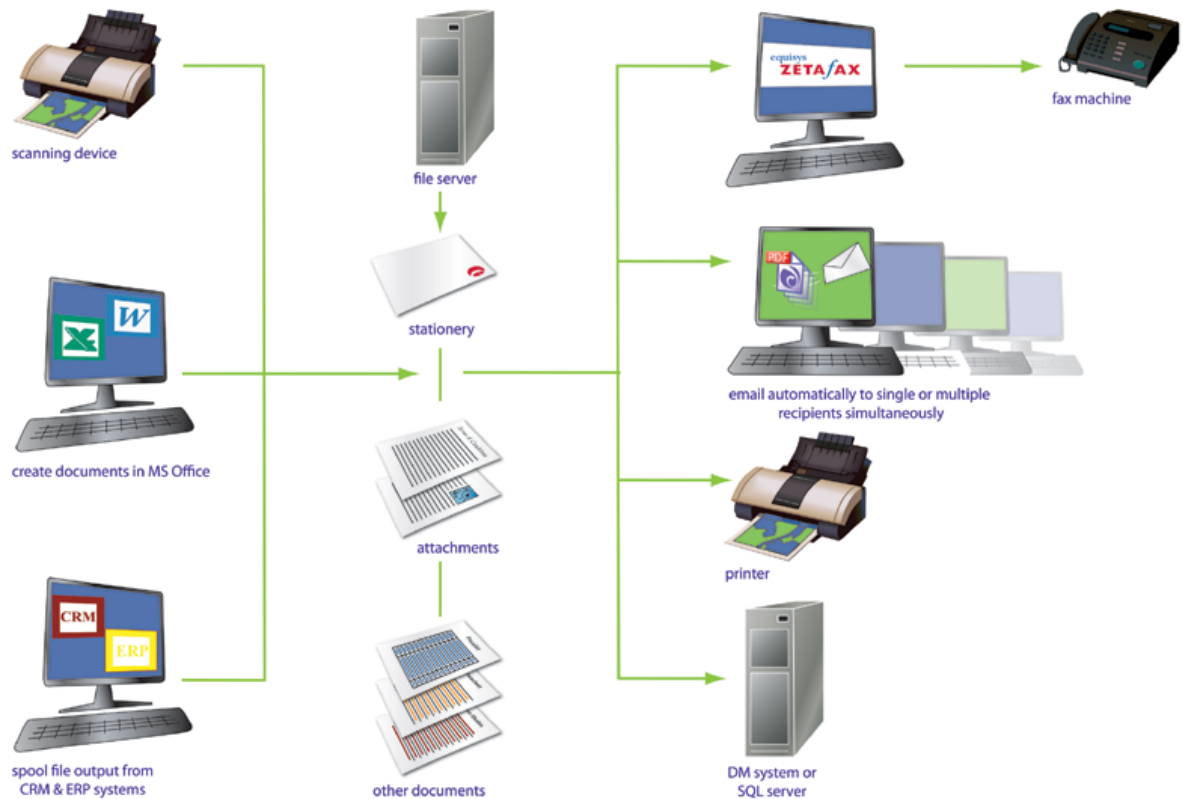 scanning device
file server
equisys
ZETAFAX
fax machine
stationery
W
X
create documents in MS Office
PDF
email automatically to single or multiple
recipients simultaneously
attachments
printer
CRM
ERP
spool file output from
CRM & ERP systems
other documents
DM system or
SQL server